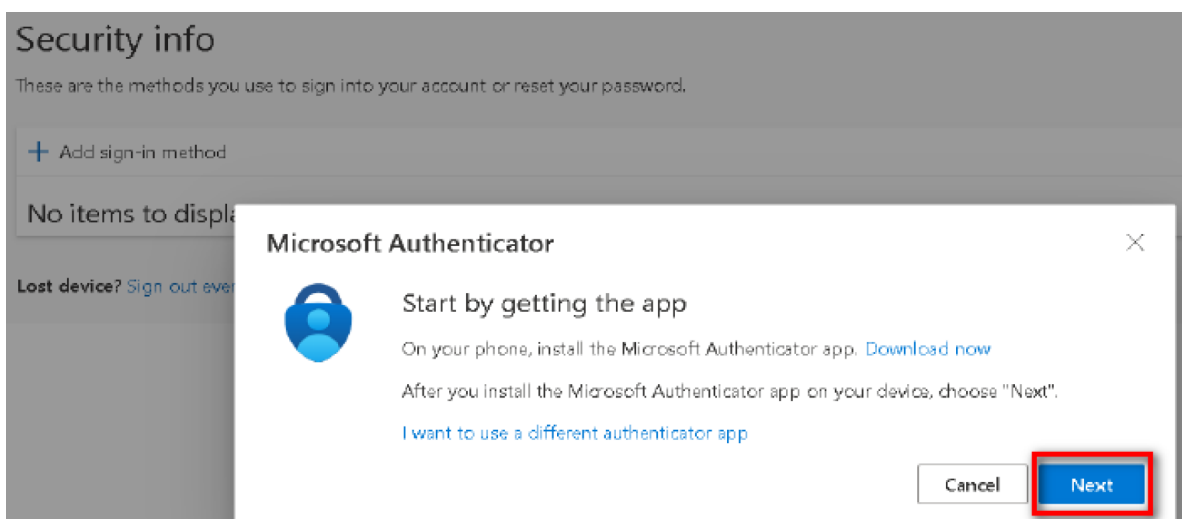 Security info
These are the methods you use to sign into your account or reset your password.
+ Add sign-in method
No items to displa
Microsoft Authenticator
Lost device? Sign out ever
Start by getting the app
On your phone, install the Microsoft Authenticator app. Download now
After you install the Microsoft Authenticator app on your device, choose "Next".
I want to use a different authenticator app
Cancel
Next